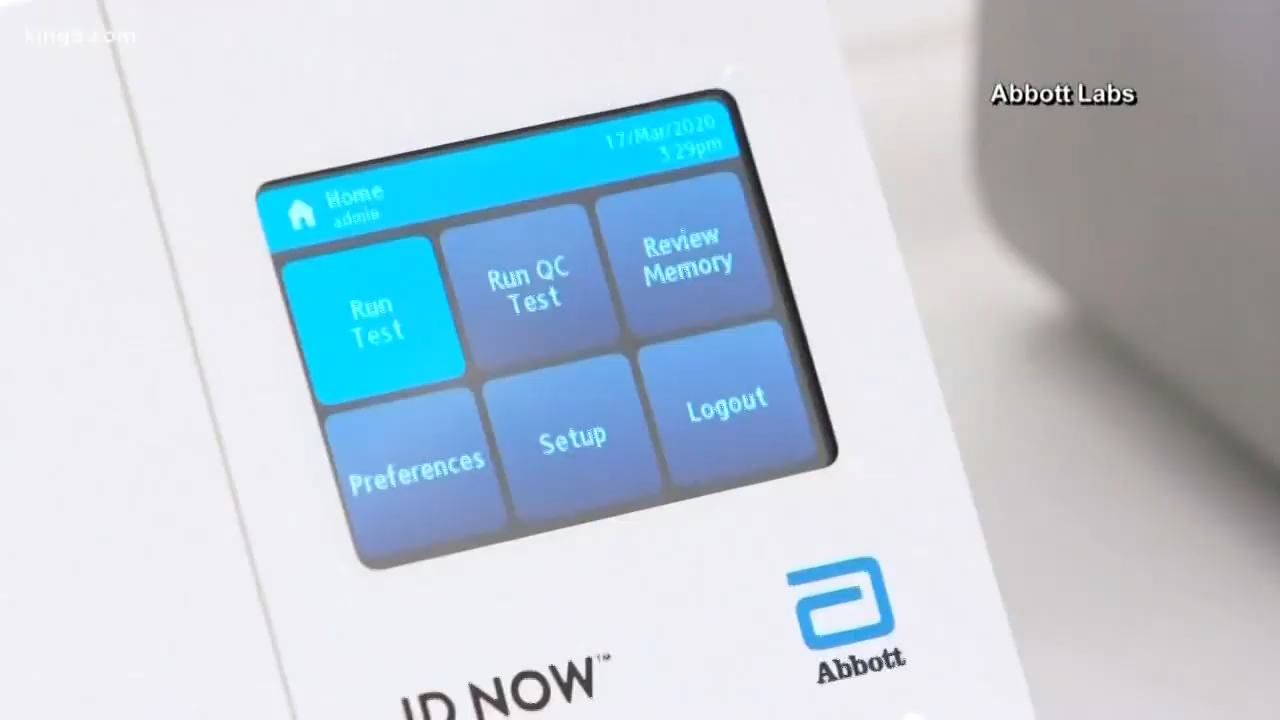 king5.com
Abbott Labs
17/Mar/2020
3:29pm
Home
admin
Run
Test
Run QC
Test
Review
Memory
Preferences
Setup
Logout
ID NOW™
Abbott